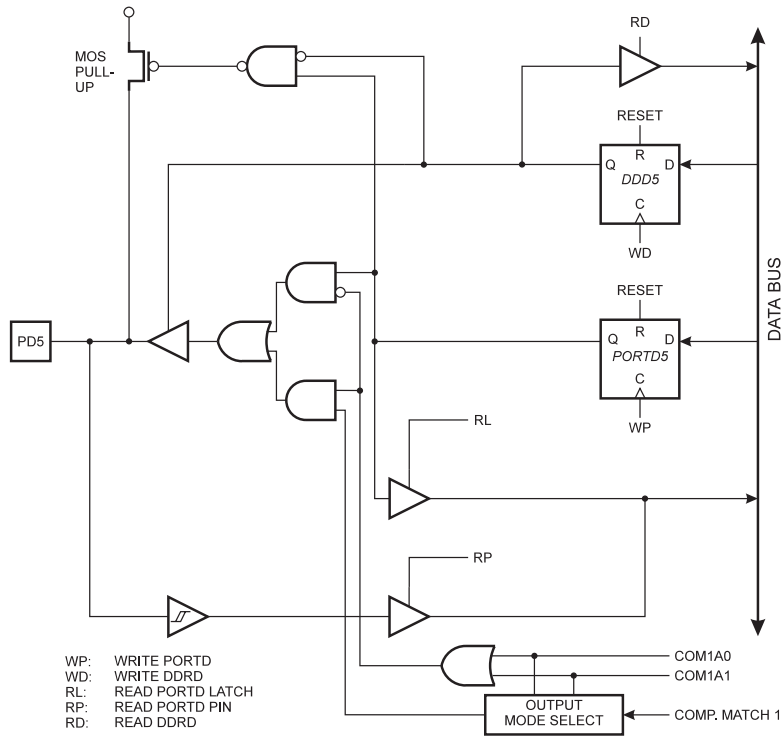 RD
MOS
PULL-
UP
RESET
R
Q
D
DDD5
C
WD
DATA BUS
RESET
R
Q
D
PD5
PORTD5
C
WP
RL
RP
WP: WRITE PORTD
WD: WRITE DDRD
RL: READ PORTD LATCH
RP: READ PORTD PIN
RD: READ DDRD
COM1A0
COM1A1
OUTPUT
MODE SELECT
COMP. MATCH 1